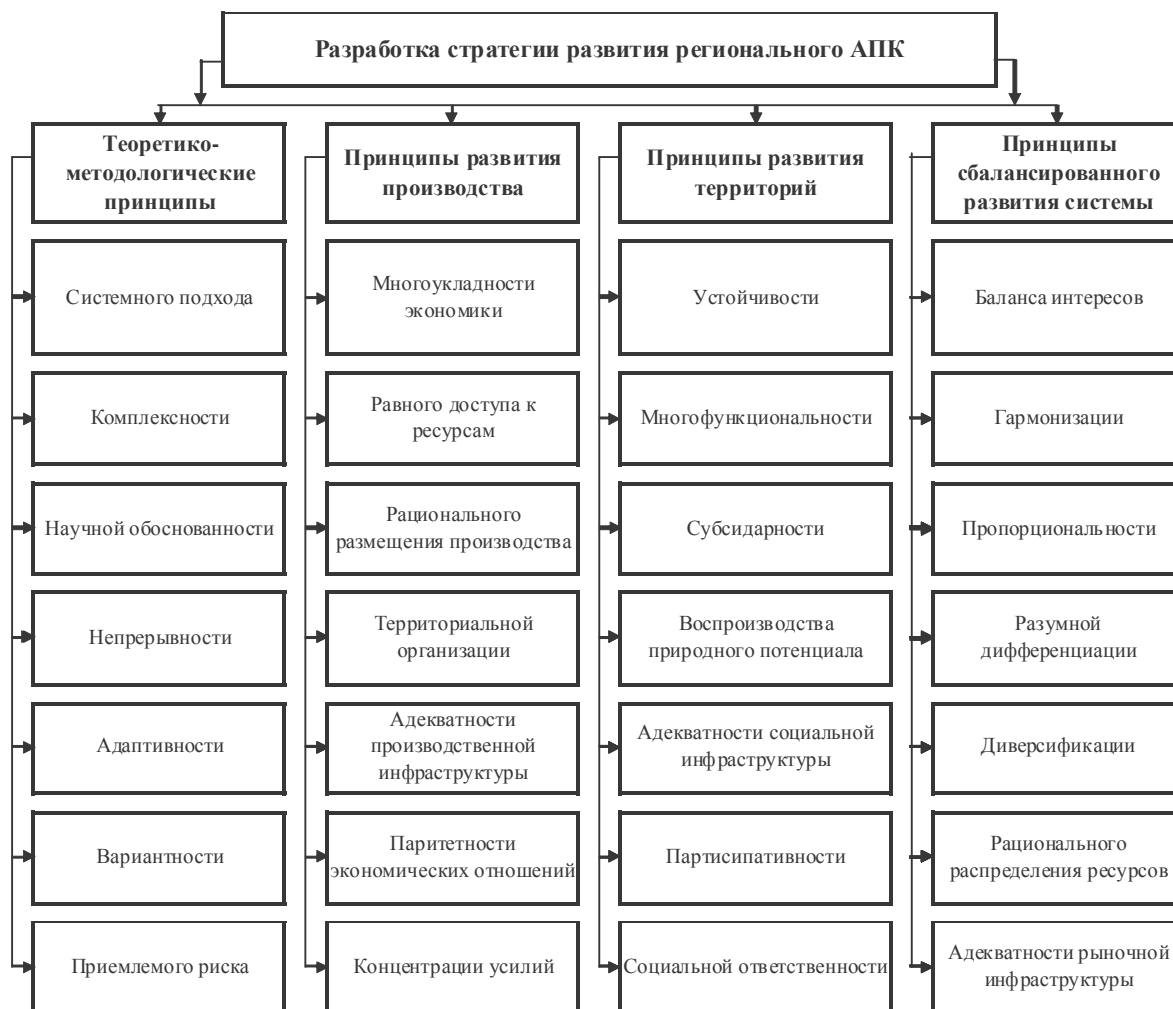 Разработка стратегии развития регионального АПК
Теоретико-
методологические
принципы
Принципы развития
производства
Принципы развития
территорий
Принципы
сбалансированного
развития системы
Системного подхода
Многоукладности
экономики
Устойчивости
Баланса интересов
Комплексности
Равного доступа к
ресурсам
Многофункциональности
Гармонизации
Научной обоснованности
Рационального
размещения производства
Субсидарности
Пропорциональности
Непрерывности
Территориальной
организации
Воспроизводства
природного потенциала
Разумной
дифференциации
Адаптивности
Адекватности
производственной
инфраструктуры
Адекватности социальной
инфраструктуры
Диверсификации
Вариантности
Паритетности
экономических отношений
Партисипативности
Рационального
распределения ресурсов
Приемлемого риска
Концентрации усилий
Социальной ответственности
Адекватности рыночной
инфраструктуры